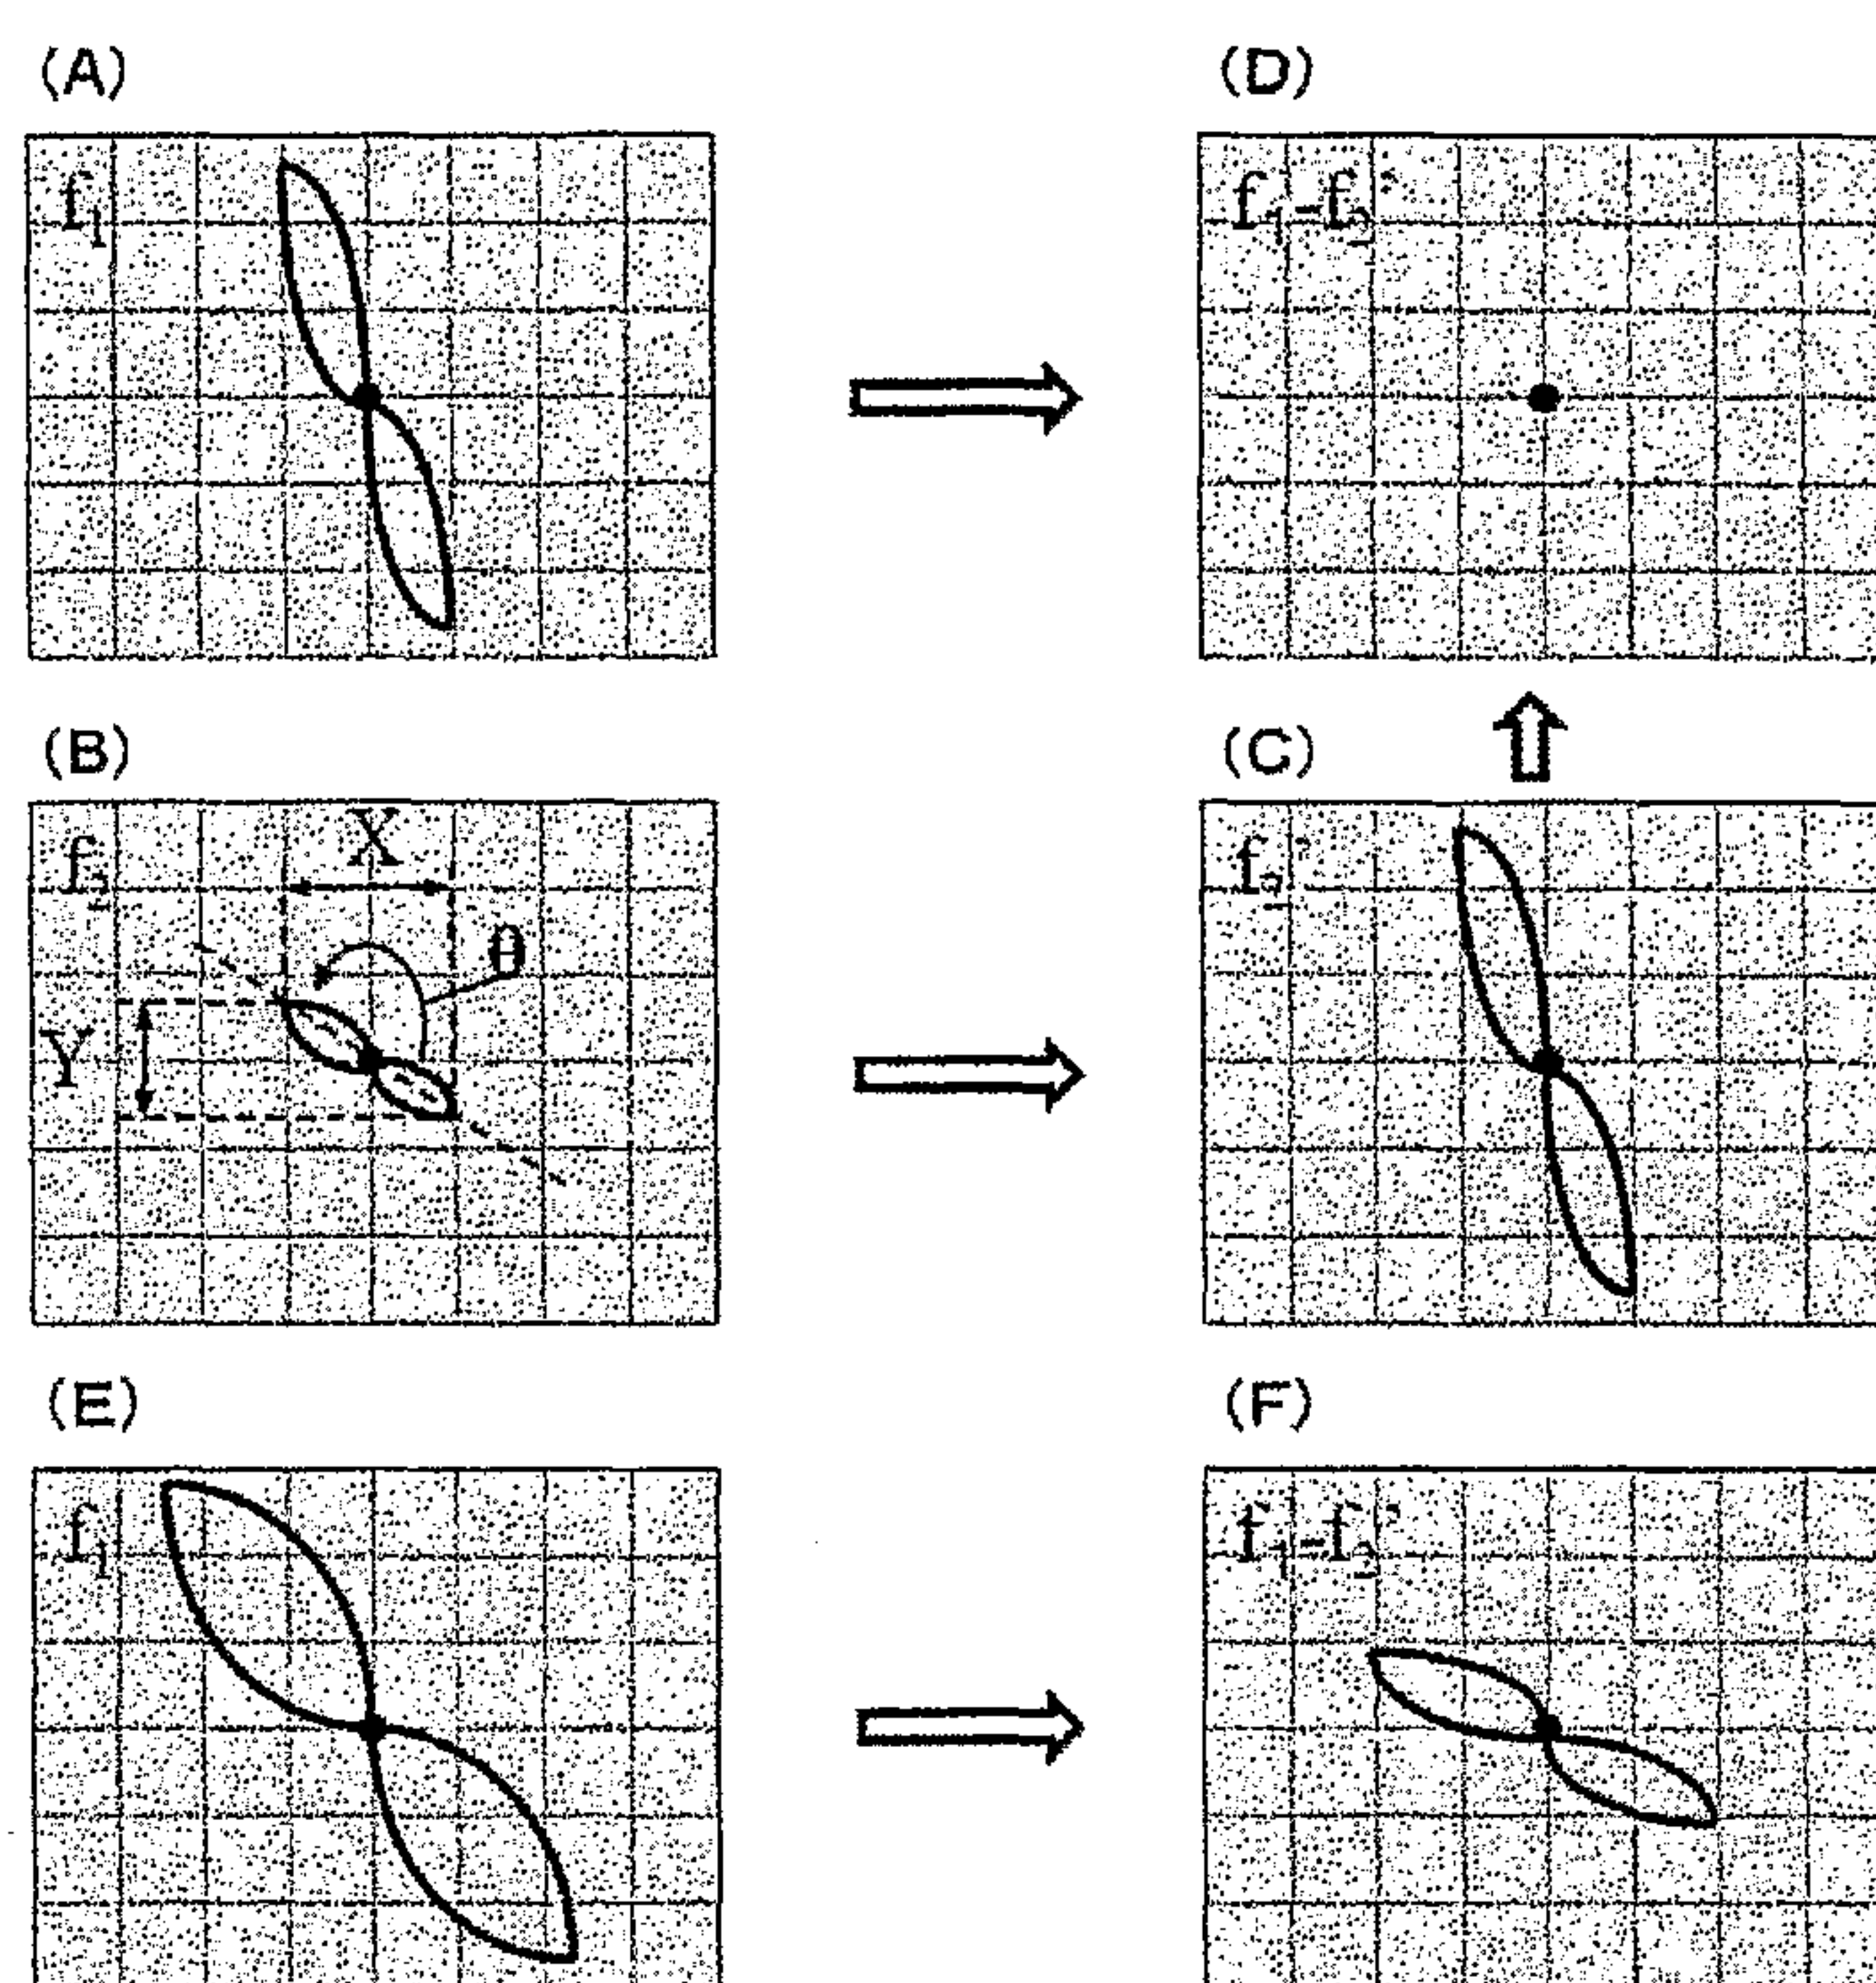 (A)
f1
(D)
f1-f2'
(B)
f2
X
θ
Y
(C)
f2'
(E)
f1
(F)
f1-f2'